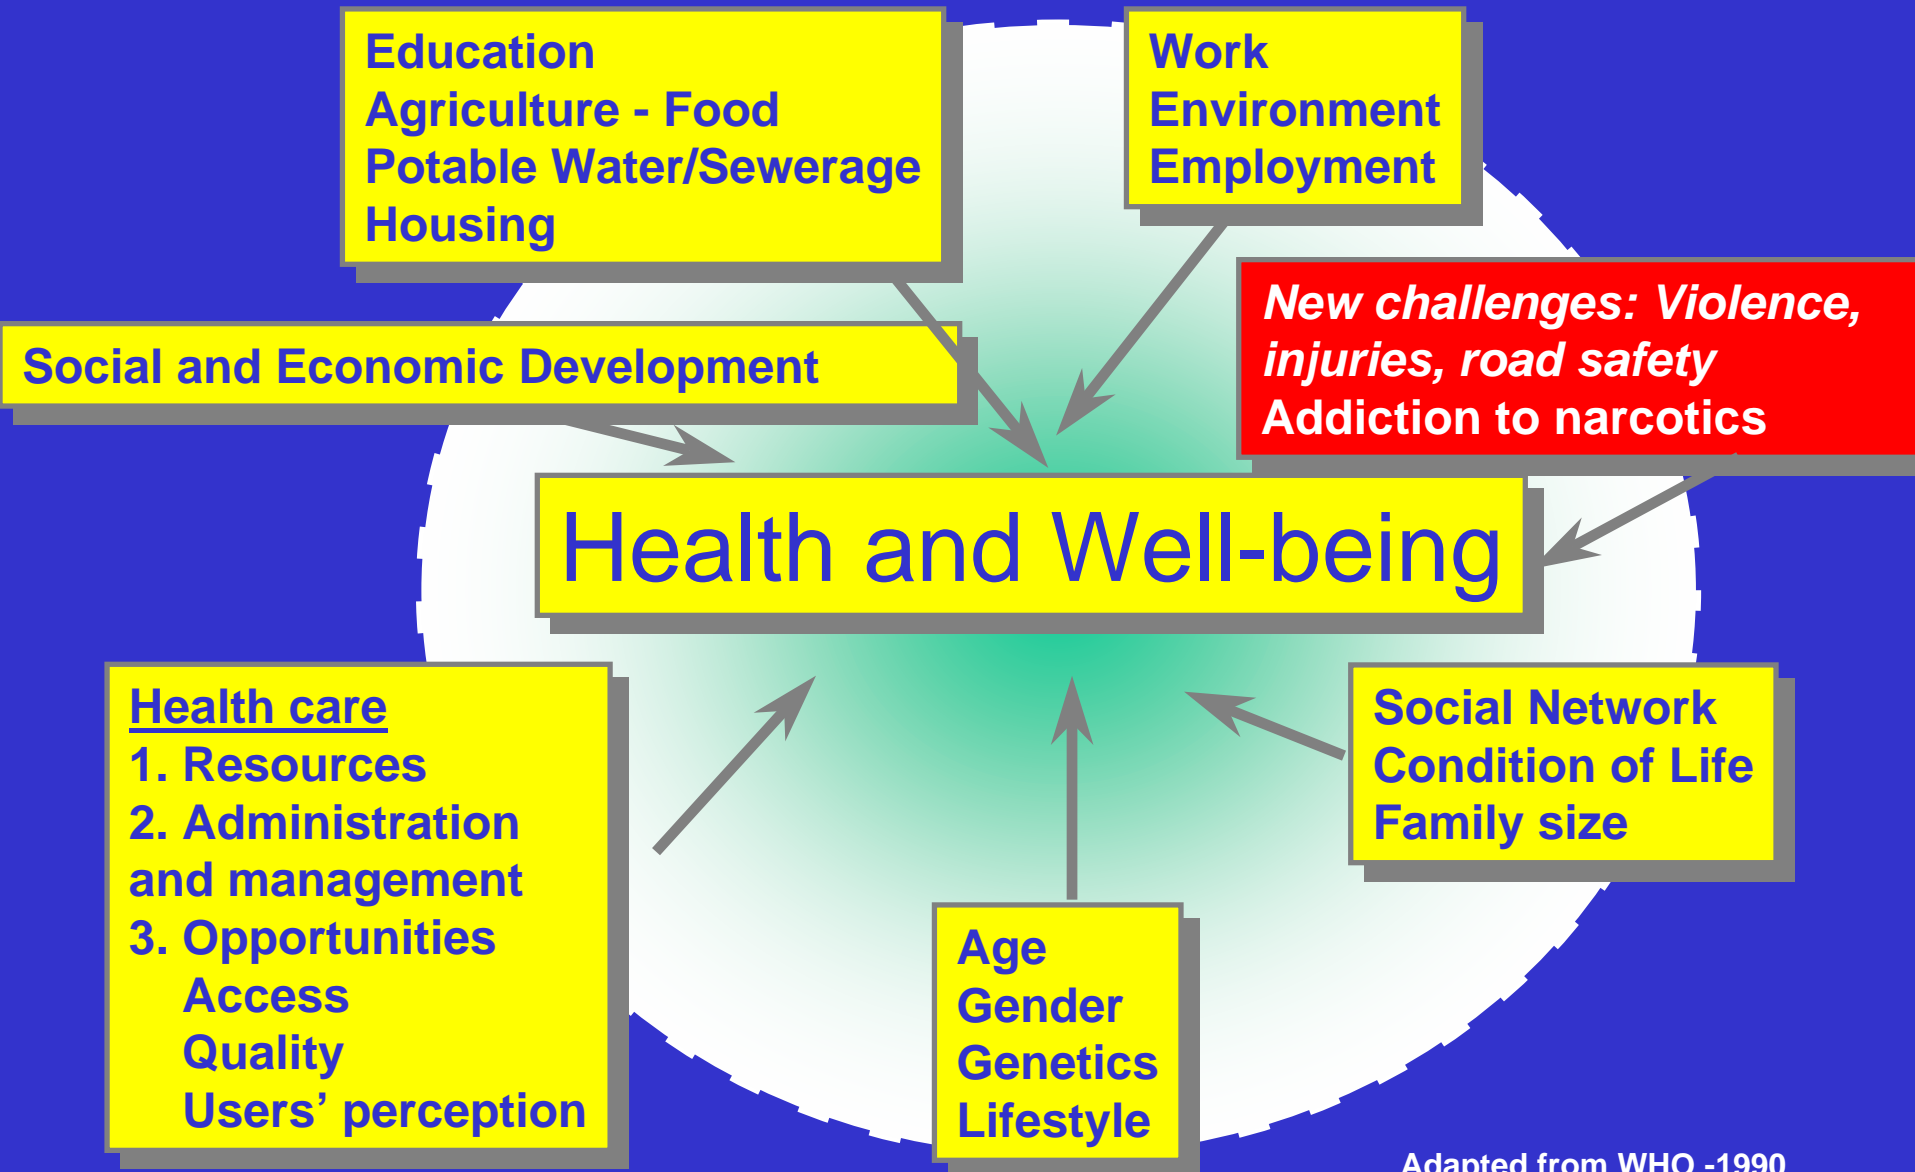 Education
Agriculture - Food
Potable Water/Sewerage
Housing
Work
Environment
Employment
New challenges: Violence,
injuries, road safety
Addiction to narcotics
Social and Economic Development
Health and Well-being
Health care
1. Resources
2. Administration
and management
3. Opportunities
Access
Quality
Users’ perception
Social Network
Condition of Life
Family size
Age
Gender
Genetics
Lifestyle
Adapted from WHO -1990